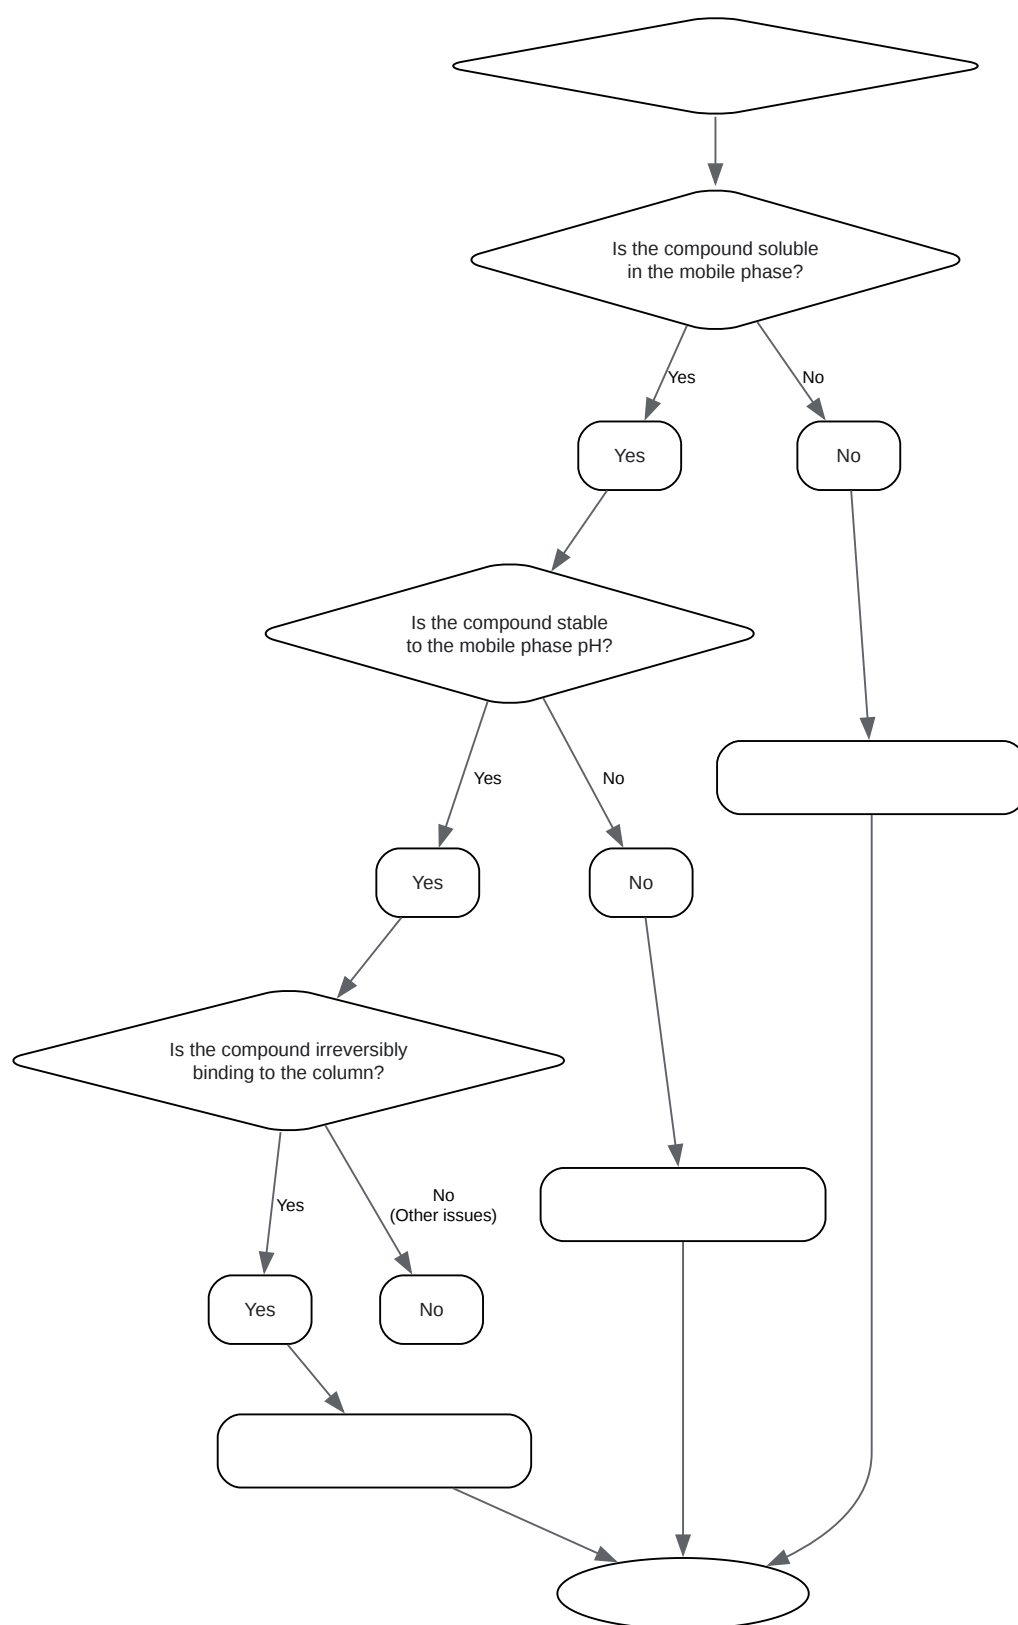 Is the compound soluble
in the mobile phase?
Yes
No
Yes
No
Is the compound stable
to the mobile phase pH?
Yes
No
Yes
No
Is the compound irreversibly
binding to the column?
Yes
No
(Other issues)
Yes
No